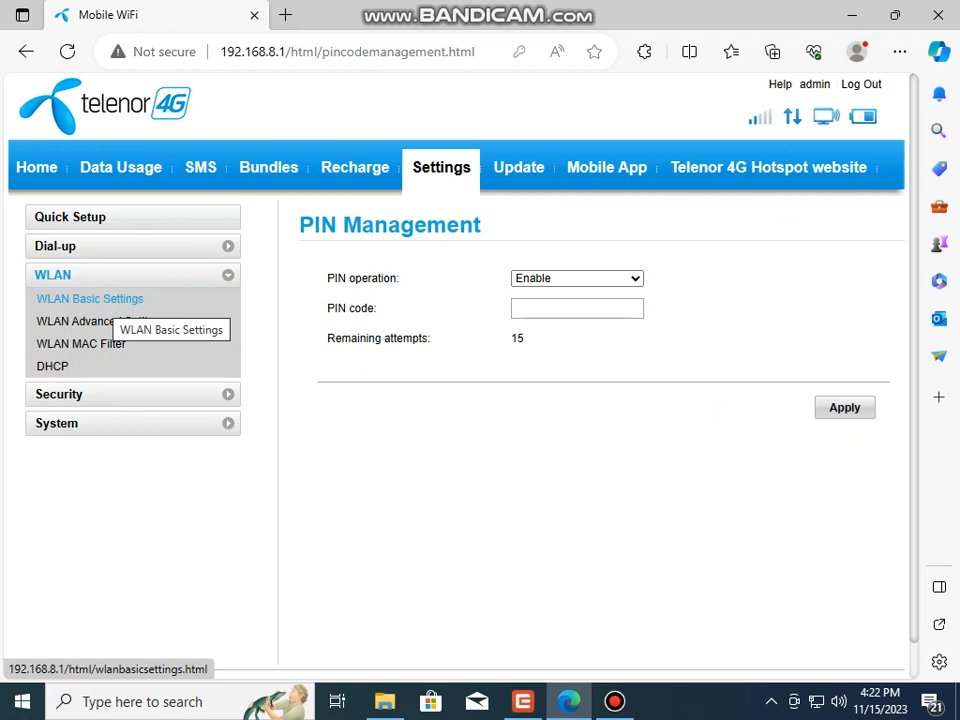 Mobile WiFi
www.BANDICAM.com
Not secure
192.168.8.1/html/pincodemanagement.html
Help admin Log Out
telenor 4G
Home Data Usage SMS Bundles Recharge Settings Update Mobile App Telenor 4G Hotspot website
Quick Setup
Dial-up
WLAN
WLAN Basic Settings
WLAN Advance
WLAN Basic Settings
WLAN MAC Filter
DHCP
Security
System
PIN Management
PIN operation: Enable
PIN code:
Remaining attempts: 15
Apply
192.168.8.1/html/wlanbasicsettings.html
Type here to search
4:22 PM
11/15/2023
21